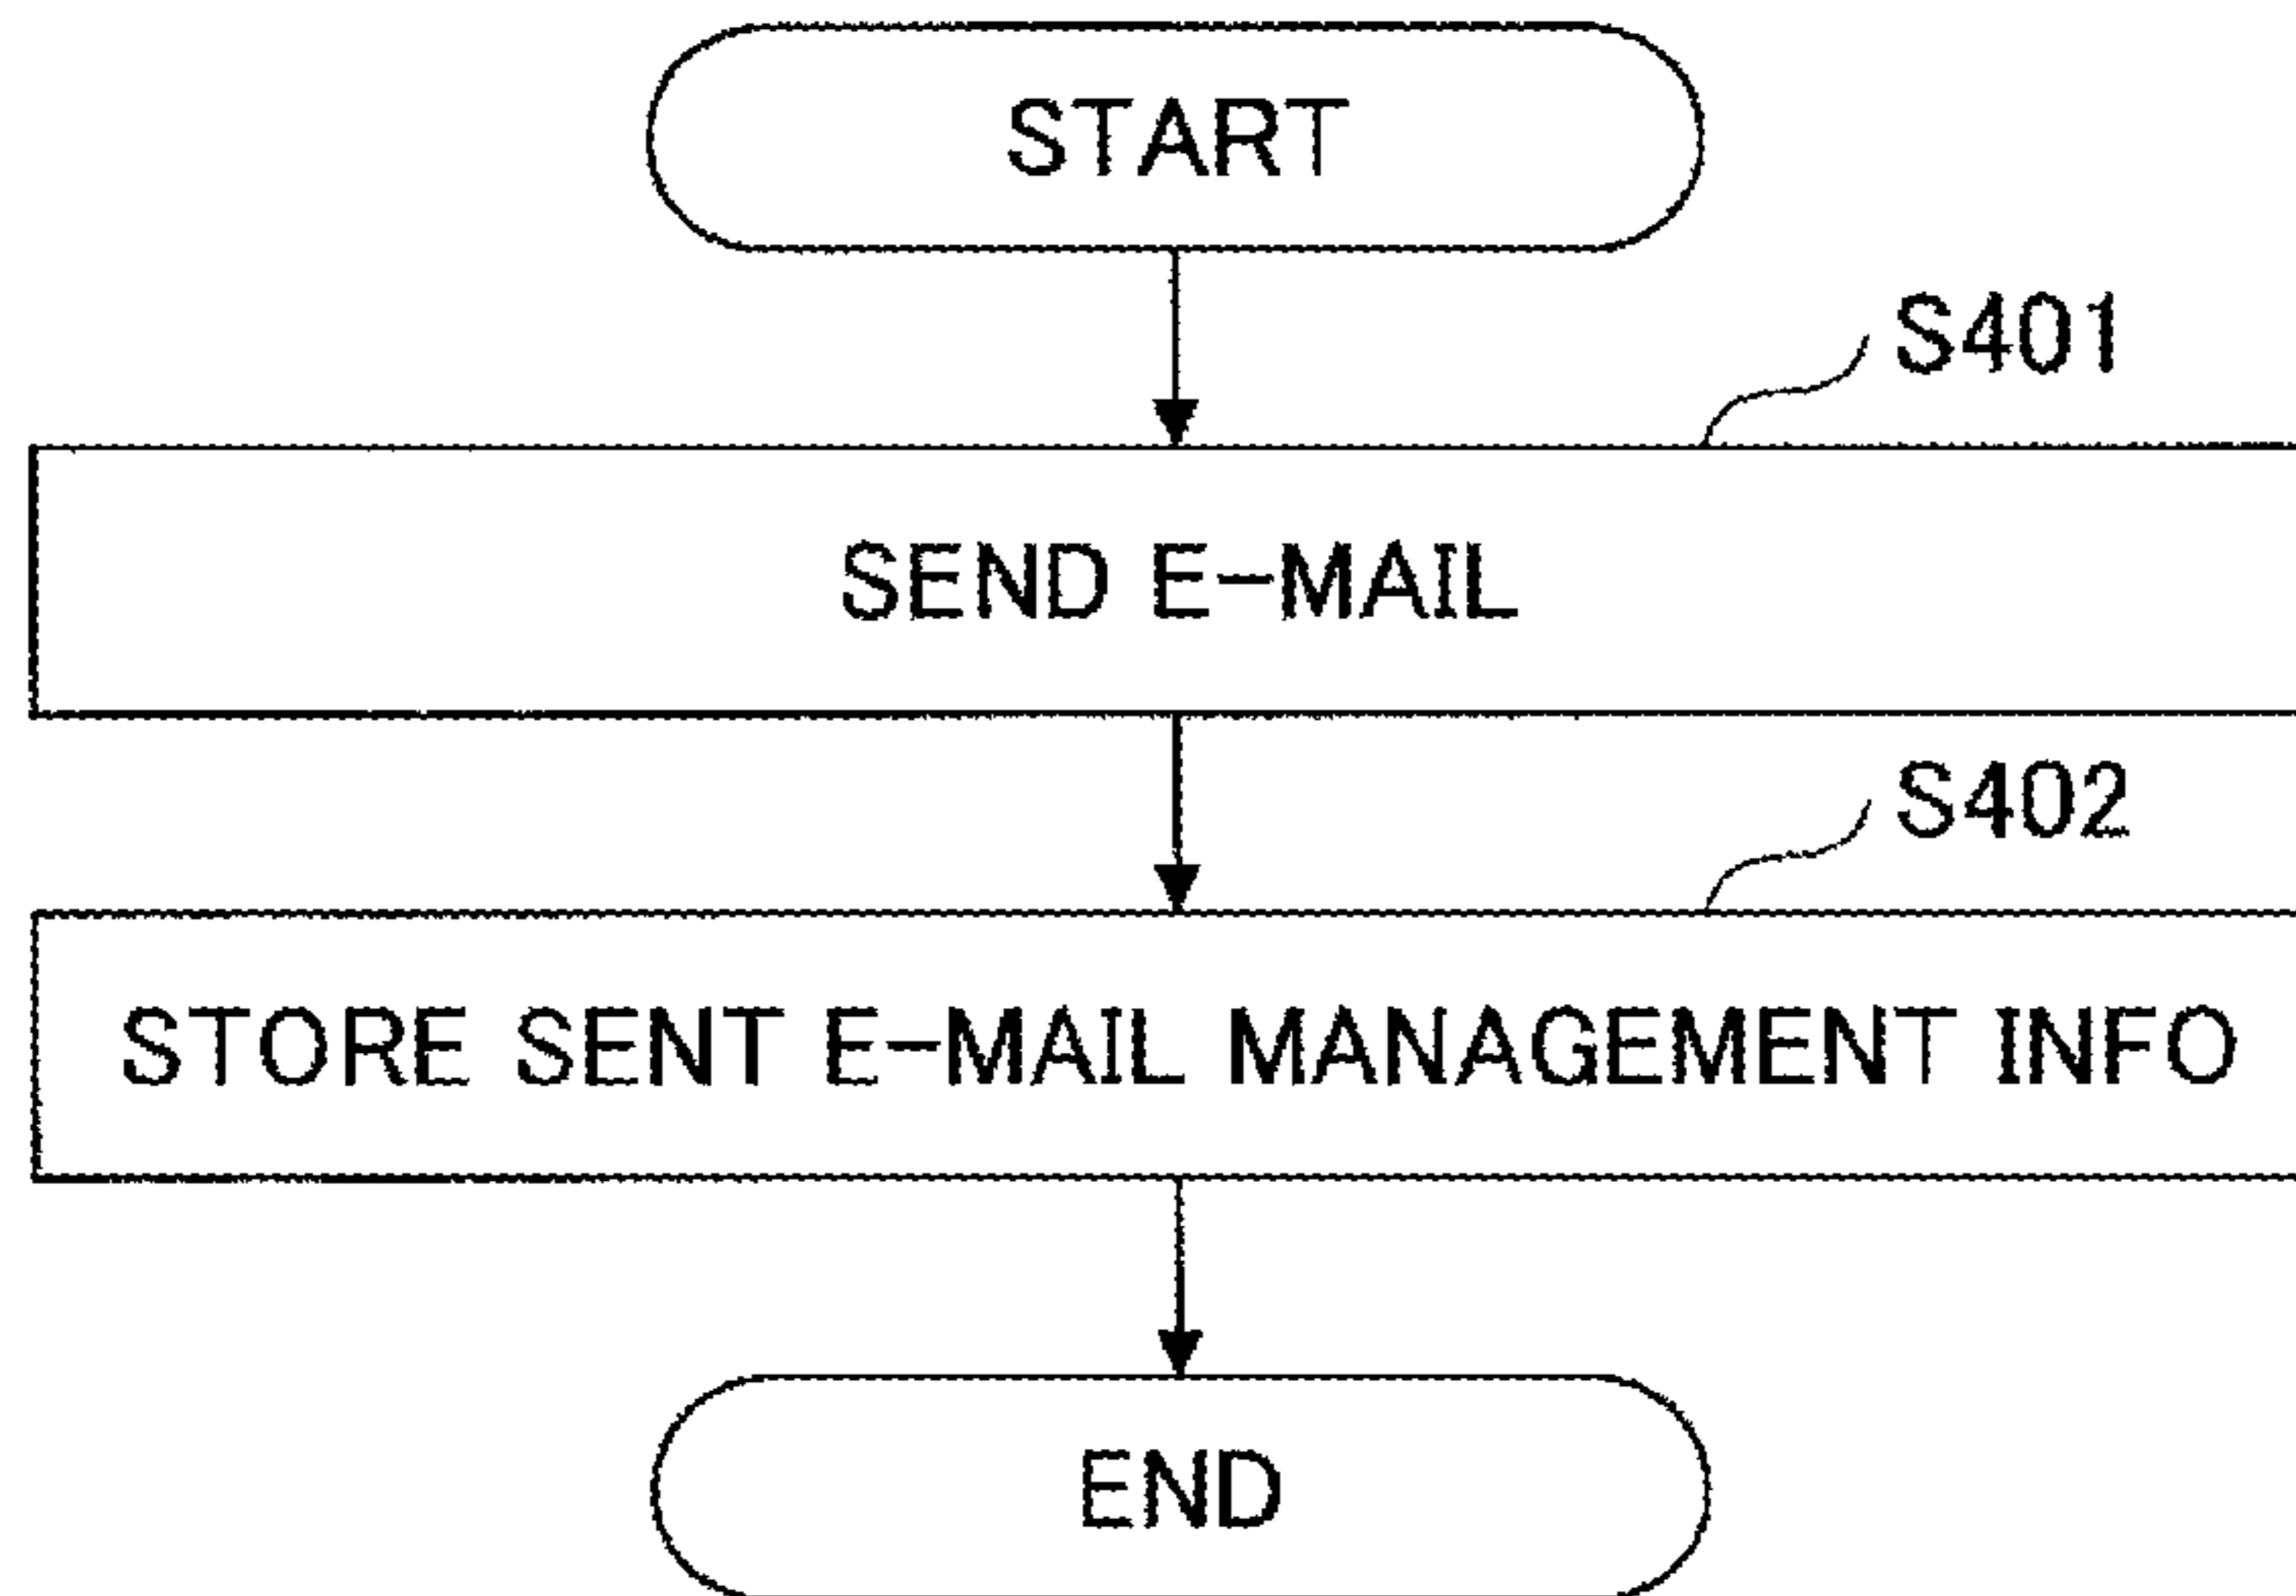 START
S401
SEND E-MAIL
S402
STORE SENT E-MAIL MANAGEMENT INFO
END